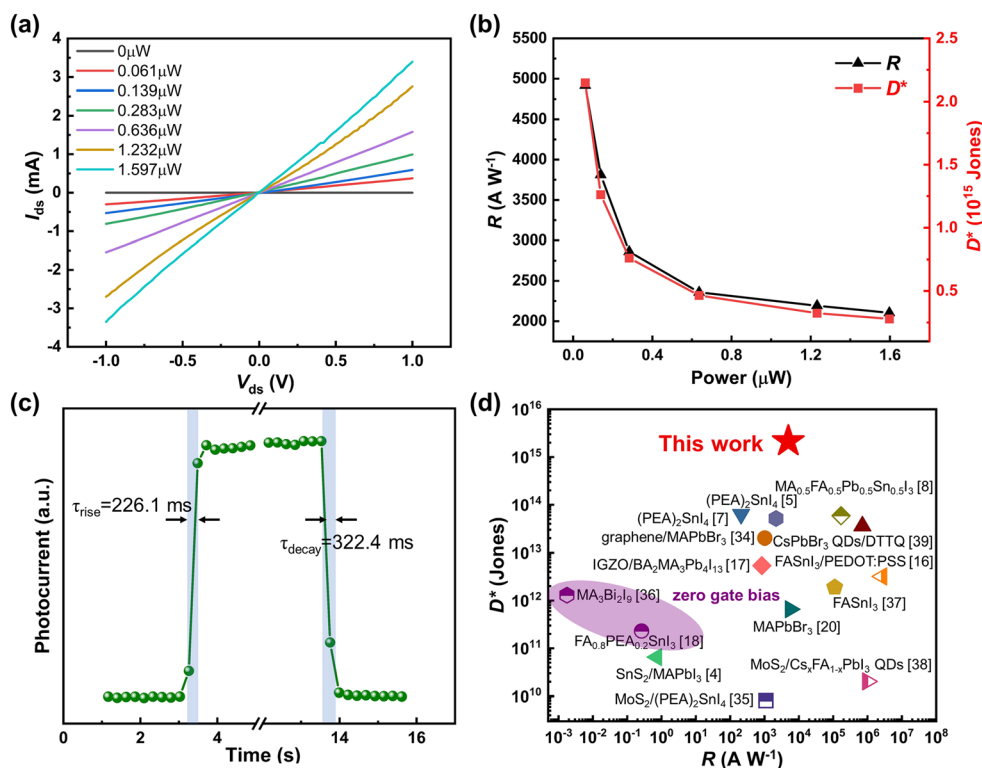 (a)
4
3
2
1
0
-1
-2
-3
-4
I_ds (mA)
0μW
0.061μW
0.139μW
0.283μW
0.636μW
1.232μW
1.597μW
-1.0 -0.5 0.0 0.5 1.0
V_ds (V)
(b)
5500
5000
4500
4000
3500
3000
2500
2000
R (A W⁻¹)
R
D*
2.5
2.0
1.5
1.0
0.5
D* (10¹⁵ Jones)
0.0 0.4 0.8 1.2 1.6
Power (μW)
(c)
Photocurrent (a.u.)
τ_rise=226.1 ms
τ_decay=322.4 ms
0 2 4 6 12 14 16
Time (s)
(d)
10¹⁶
10¹⁵
10¹⁴
10¹³
10¹²
10¹¹
10¹⁰
D* (Jones)
This work
MA₀.₅FA₀.₅Pb₀.₅Sn₀.₅I₃ [8]
(PEA)₂SnI₄ [5]
(PEA)₂SnI₄ [7]
graphene/MAPbBr₃ [34]
CsPbBr₃ QDs/DTTQ [39]
IGZO/BA₂MA₃Pb₄I₁₃ [17]
FASnI₃/PEDOT:PSS [16]
MA₃Bi₂I₉ [36]
zero gate bias
FASnI₃ [37]
MAPbBr₃ [20]
FA₀.₈PEA₀.₂SnI₃ [18]
SnS₂/MAPbI₃ [4]
MoS₂/CsₓFA₁₋ₓPbI₃ QDs [38]
MoS₂/(PEA)₂SnI₄ [35]
10⁻³ 10⁻² 10⁻¹ 10⁰ 10¹ 10² 10³ 10⁴ 10⁵ 10⁶ 10⁷ 10⁸
R (A W⁻¹)